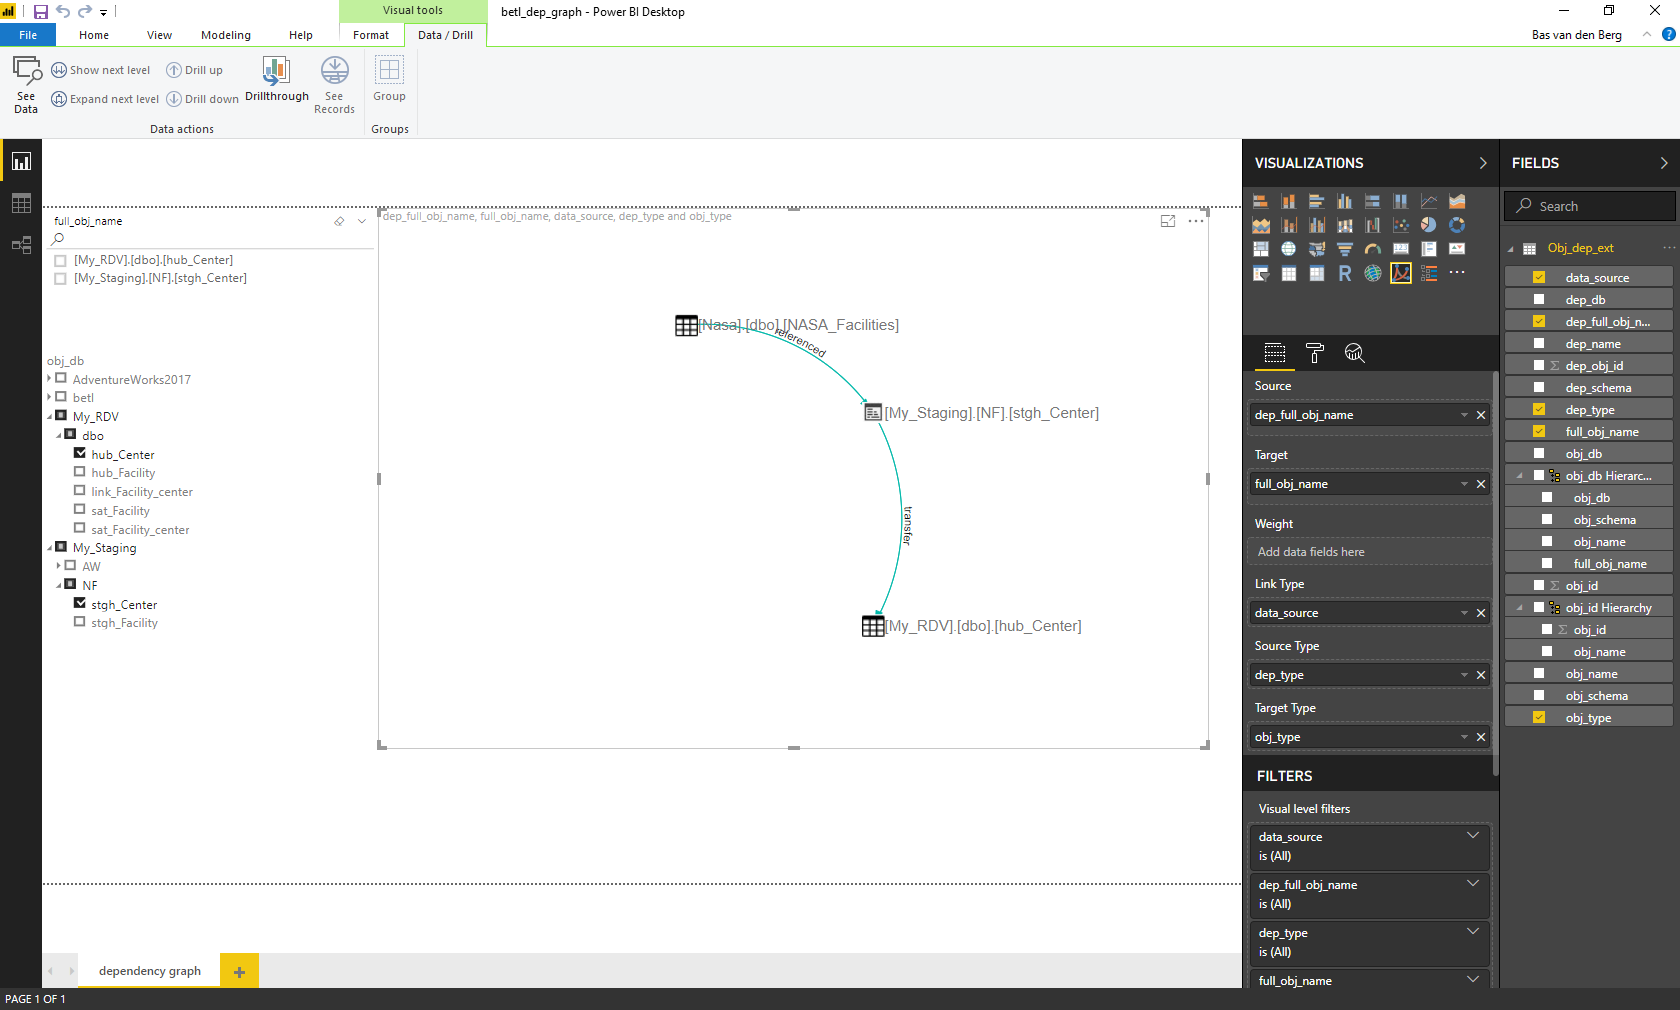 Visual tools
betl_dep_graph - Power BI Desktop
File
Home
View
Modeling
Help
Format
Data / Drill
Bas van den Berg
?
See
Data
Show next level
Expand next level
Drill up
Drill down
Drillthrough
See
Records
Group
Data actions
Groups
full_obj_name
[My_RDV].[dbo].[hub_Center]
[My_Staging].[NF].[stgh_Center]
obj_db
AdventureWorks2017
betl
My_RDV
dbo
hub_Center
hub_Facility
link_Facility_center
sat_Facility
sat_Facility_center
My_Staging
AW
NF
stgh_Center
stgh_Facility
dep_full_obj_name, full_obj_name, data_source, dep_type and obj_type
[Nasa].[dbo].[NASA_Facilities]
referenced
[My_Staging].[NF].[stgh_Center]
transfer
[My_RDV].[dbo].[hub_Center]
VISUALIZATIONS
R
Source
dep_full_obj_name
Target
full_obj_name
Weight
Add data fields here
Link Type
data_source
Source Type
dep_type
Target Type
obj_type
FILTERS
Visual level filters
data_source
is (All)
dep_full_obj_name
is (All)
dep_type
is (All)
full_obj_name
FIELDS
Search
Obj_dep_ext
data_source
dep_db
dep_full_obj_n...
dep_name
Σ dep_obj_id
dep_schema
dep_type
full_obj_name
obj_db
obj_db Hierarc...
obj_db
obj_schema
obj_name
full_obj_name
Σ obj_id
obj_id Hierarchy
Σ obj_id
obj_name
obj_name
obj_schema
obj_type
dependency graph
+
PAGE 1 OF 1